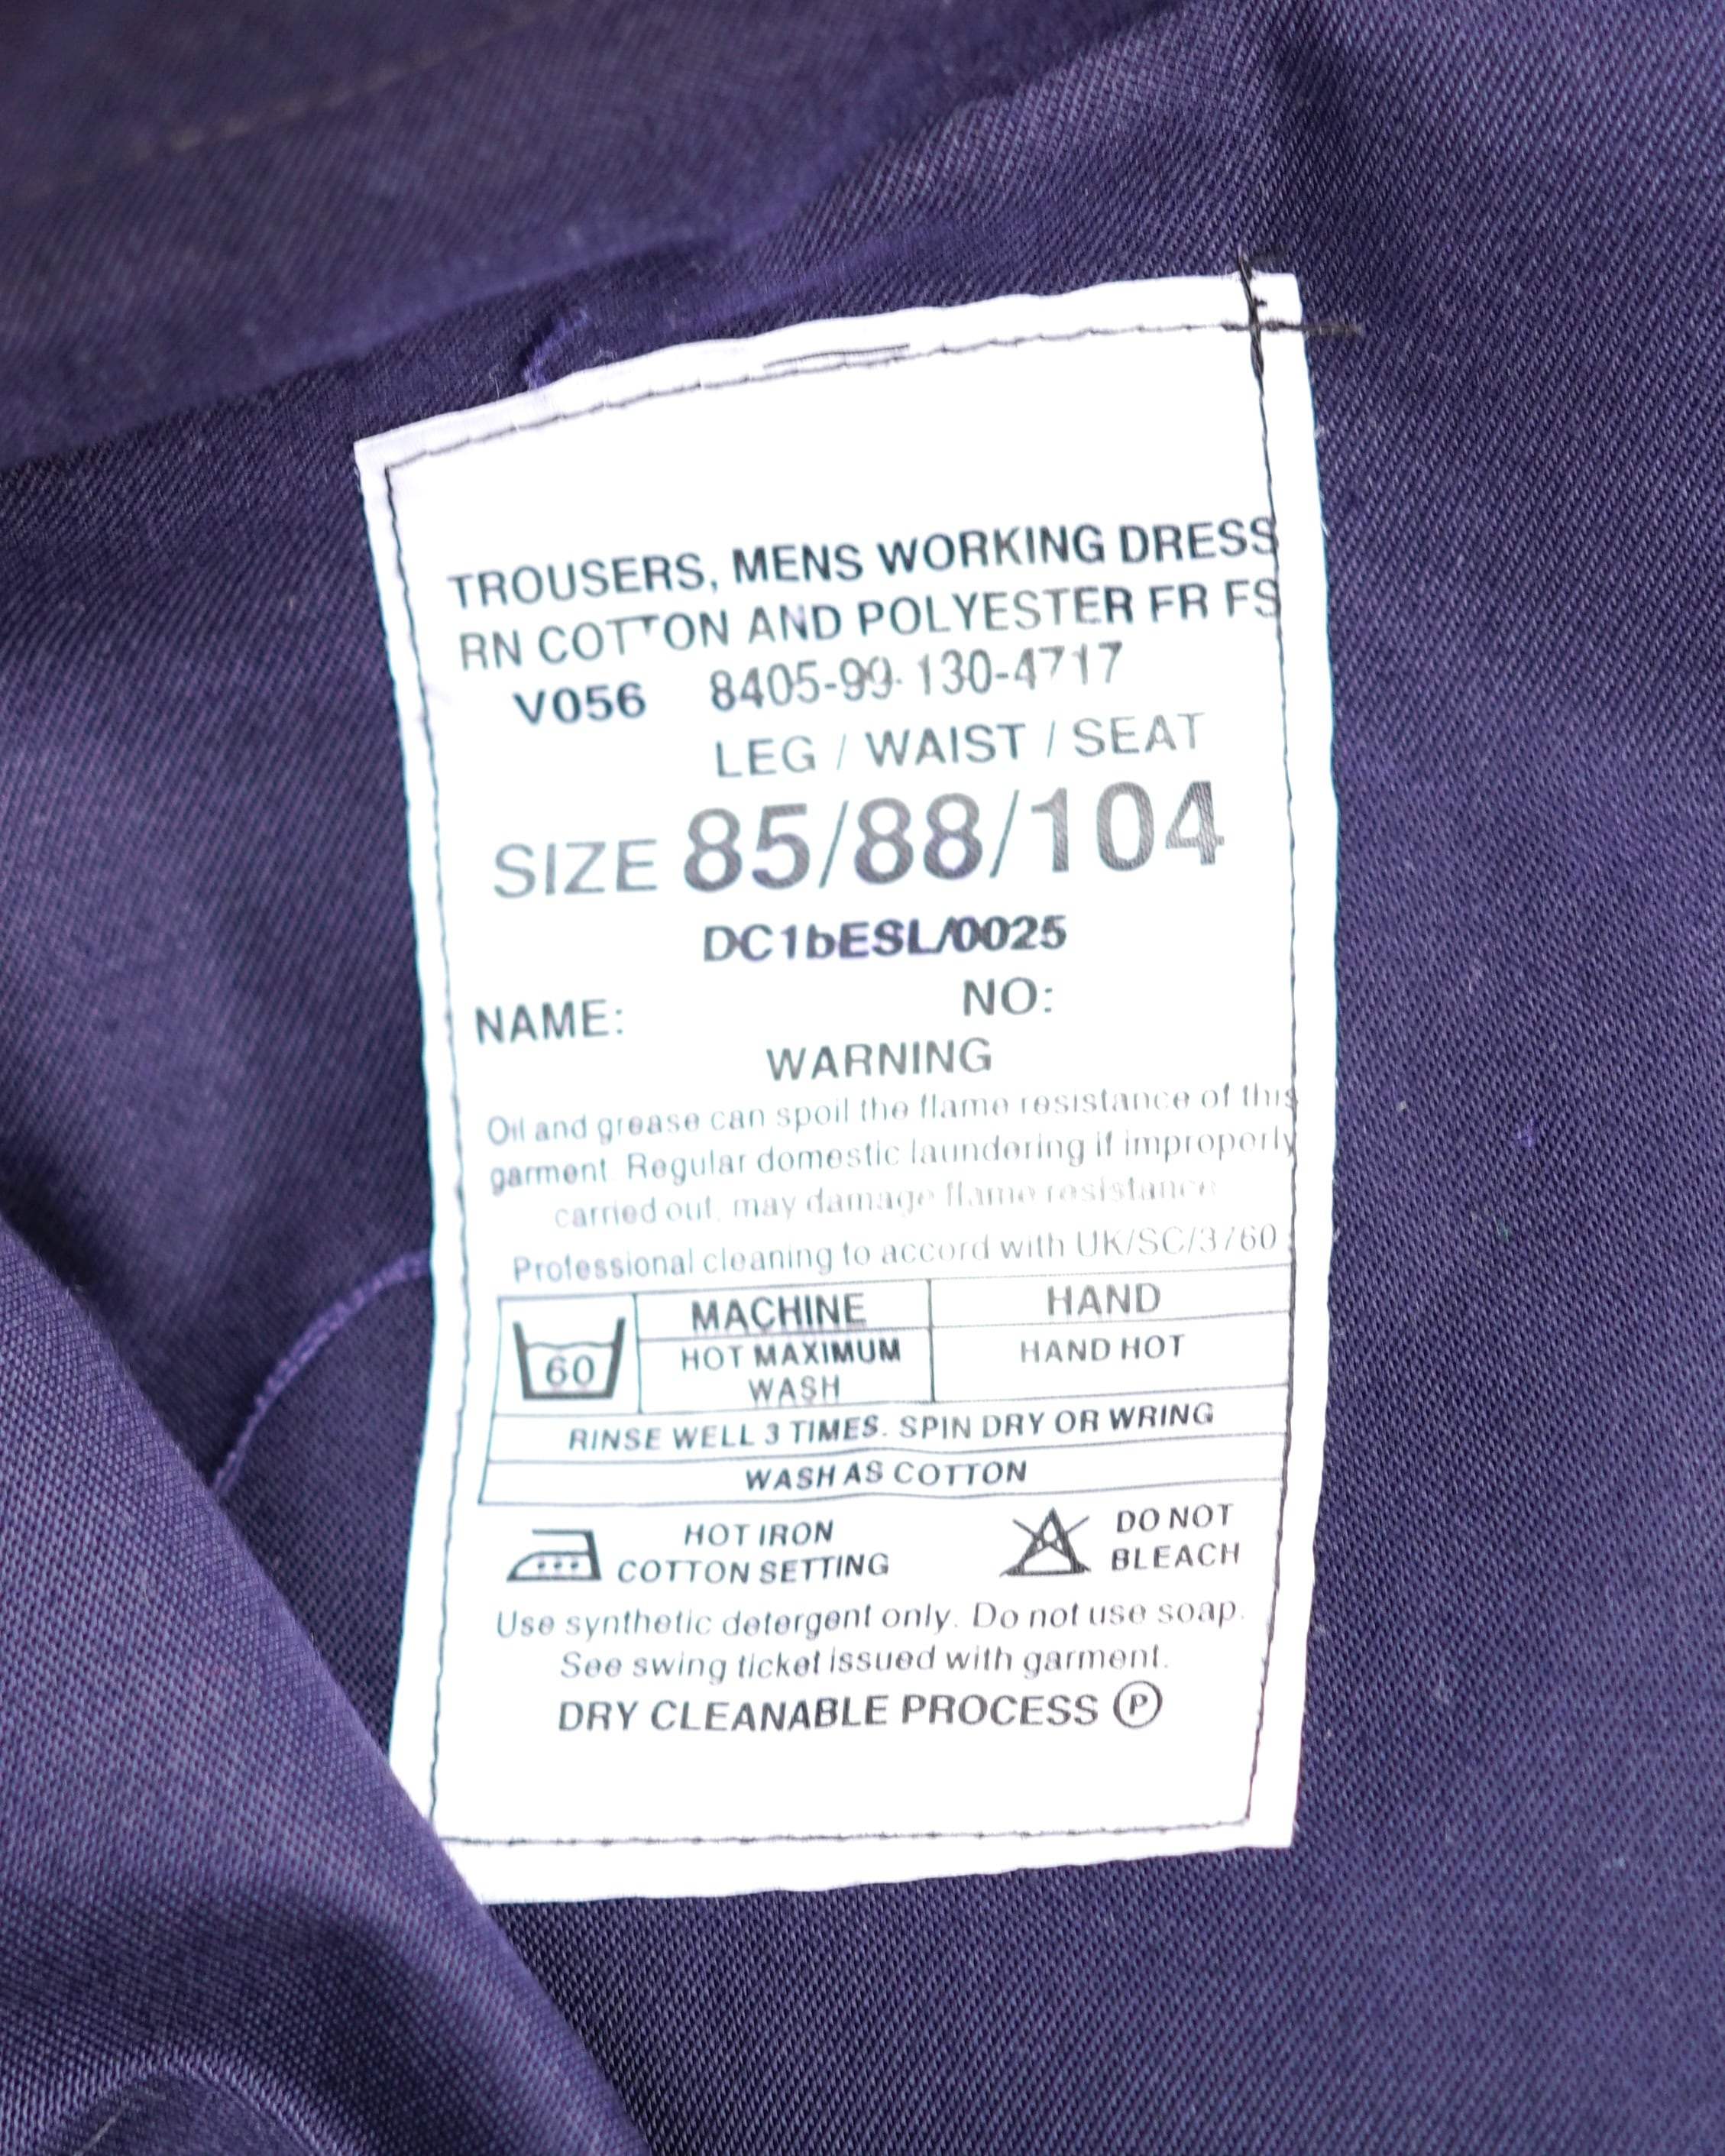 TROUSERS, MENS WORKING DRESS
RN COTTON AND POLYESTER FR FS
V056 8405-99-130-4717
LEG / WAIST / SEAT
SIZE 85/88/104
DC1bESL/0025
NAME: NO:
WARNING
Oil and grease can spoil the flame resistance of this
garment. Regular domestic laundering if improperly
carried out, may damage flame resistance
Professional cleaning to accord with UK/SC/3760
MACHINE HAND
60 HOT MAXIMUM WASH HAND HOT
RINSE WELL 3 TIMES. SPIN DRY OR WRING
WASH AS COTTON
HOT IRON DO NOT
COTTON SETTING BLEACH
Use synthetic detergent only. Do not use soap.
See swing ticket issued with garment.
DRY CLEANABLE PROCESS P